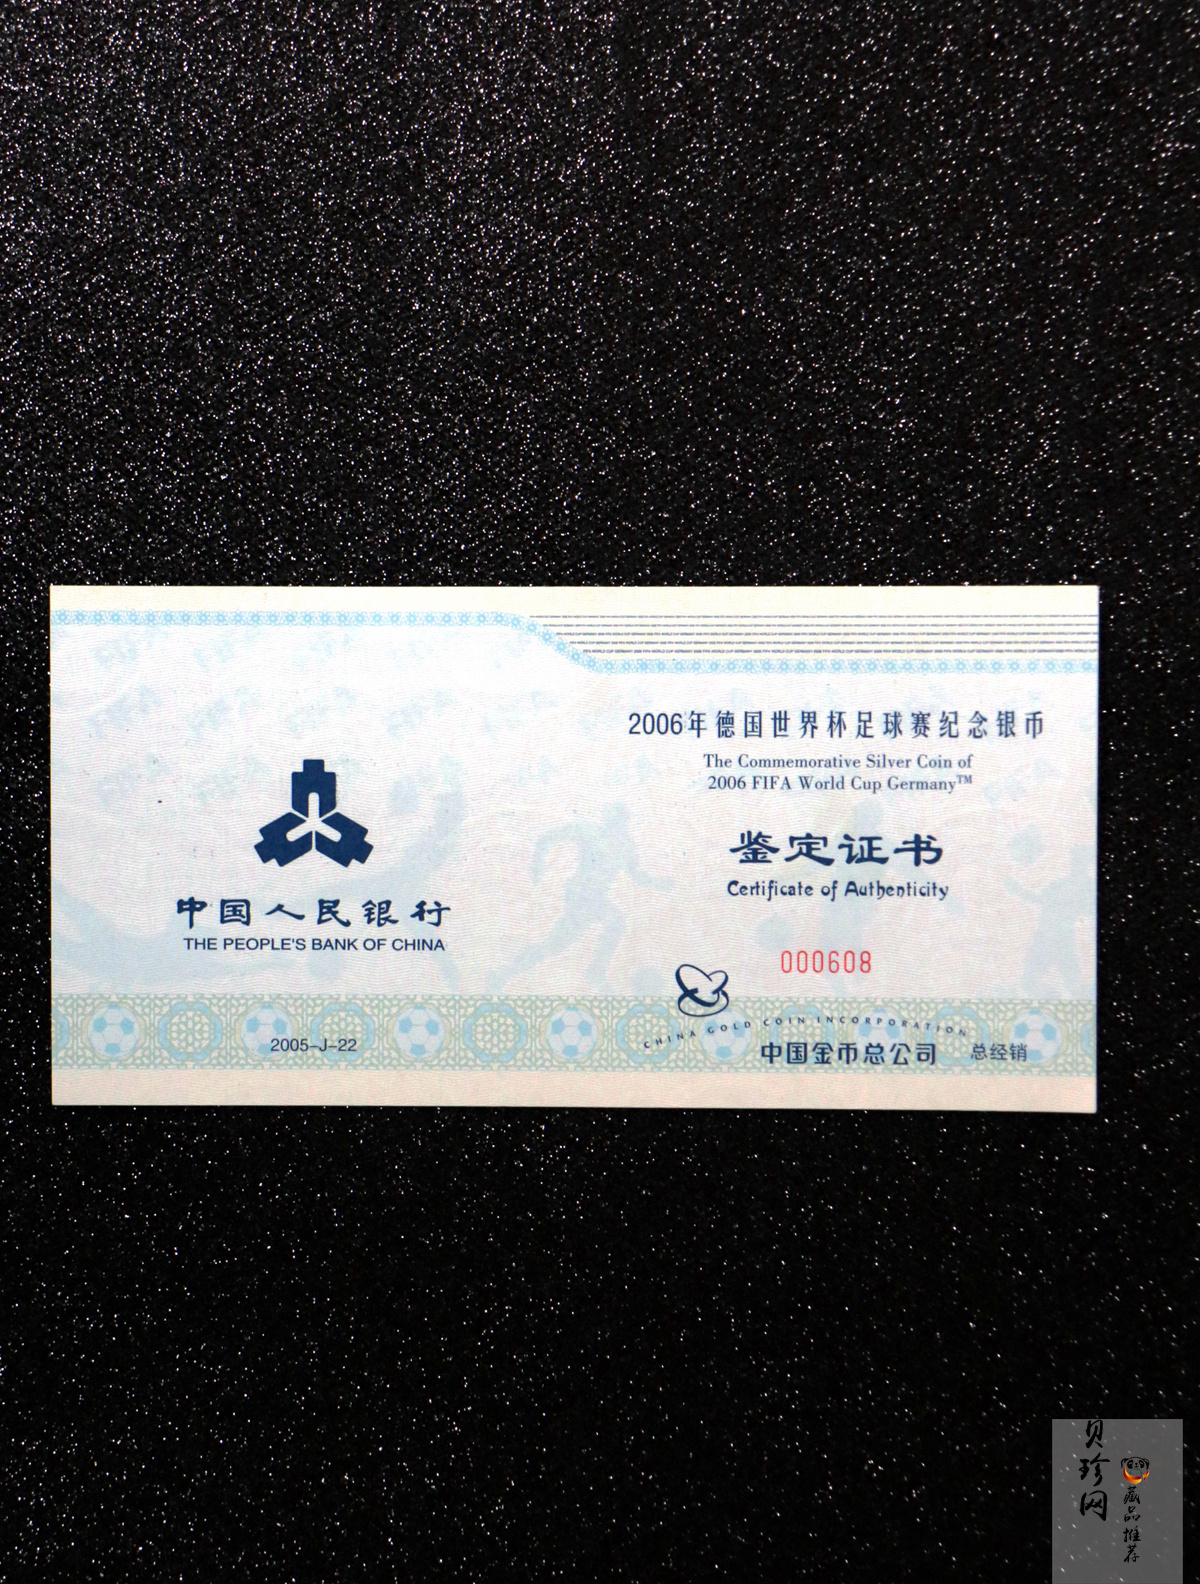 2006年德国世界杯足球赛纪念银币
The Commemorative Silver Coin of
2006 FIFA World Cup Germany™
鉴定证书
Certificate of Authenticity
000608
中国人民银行
THE PEOPLE'S BANK OF CHINA
2005-J-22
CHINA GOLD COIN INCORPORATION
中国金币总公司 总经销
贝珍网
藏品推荐